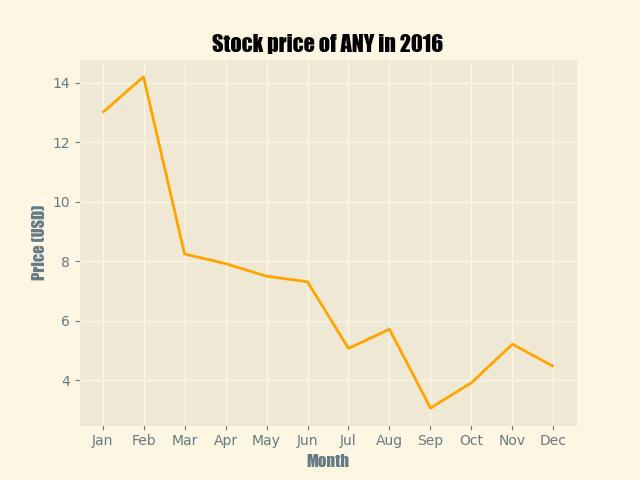 Stock price of ANY in 2016
Price (USD)
14
12
10
8
6
4
Jan Feb Mar Apr May Jun Jul Aug Sep Oct Nov Dec
Month